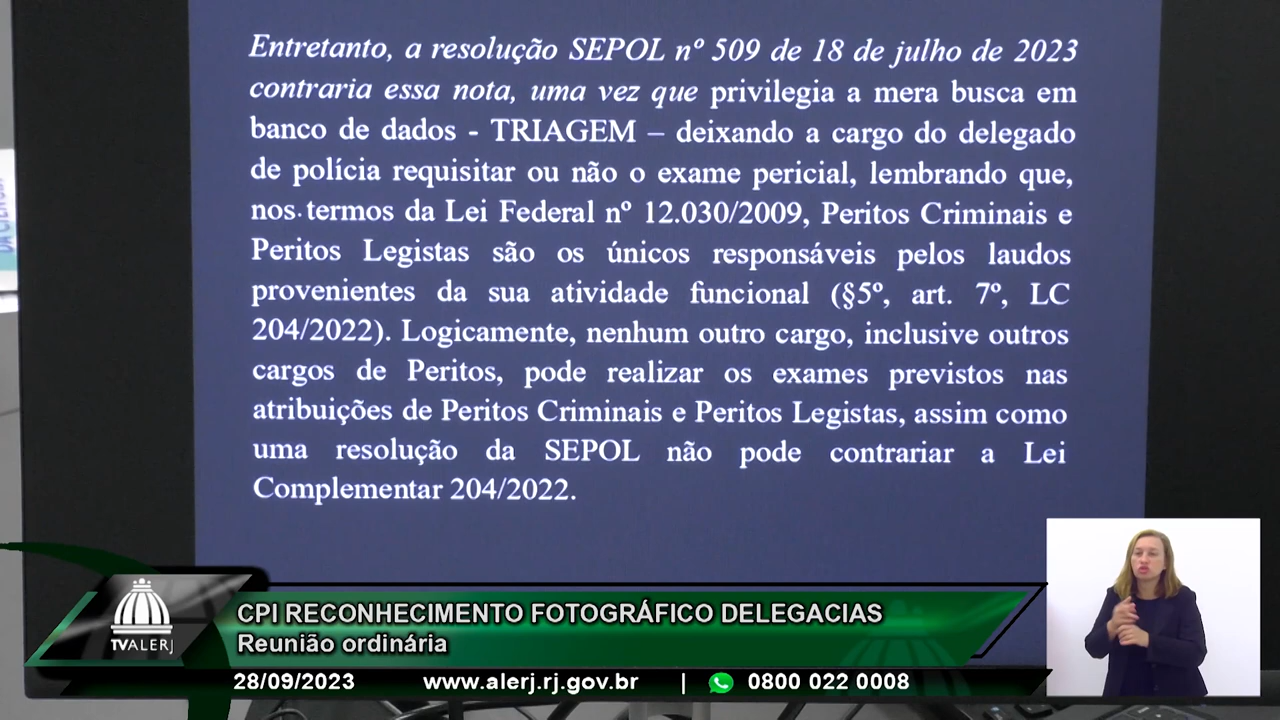 Entretanto, a resolução SEPOL nº 509 de 18 de julho de 2023
contraria essa nota, uma vez que privilegia a mera busca em
banco de dados - TRIAGEM – deixando a cargo do delegado
de polícia requisitar ou não o exame pericial, lembrando que,
nos termos da Lei Federal nº 12.030/2009, Peritos Criminais e
Peritos Legistas são os únicos responsáveis pelos laudos
provenientes da sua atividade funcional (§5º, art. 7º, LC
204/2022). Logicamente, nenhum outro cargo, inclusive outros
cargos de Peritos, pode realizar os exames previstos nas
atribuições de Peritos Criminais e Peritos Legistas, assim como
uma resolução da SEPOL não pode contrariar a Lei
Complementar 204/2022.
DA CIÊNCIA
TVALERJ
CPI RECONHECIMENTO FOTOGRÁFICO DELEGACIAS
Reunião ordinária
28/09/2023 www.alerj.rj.gov.br | 0800 022 0008